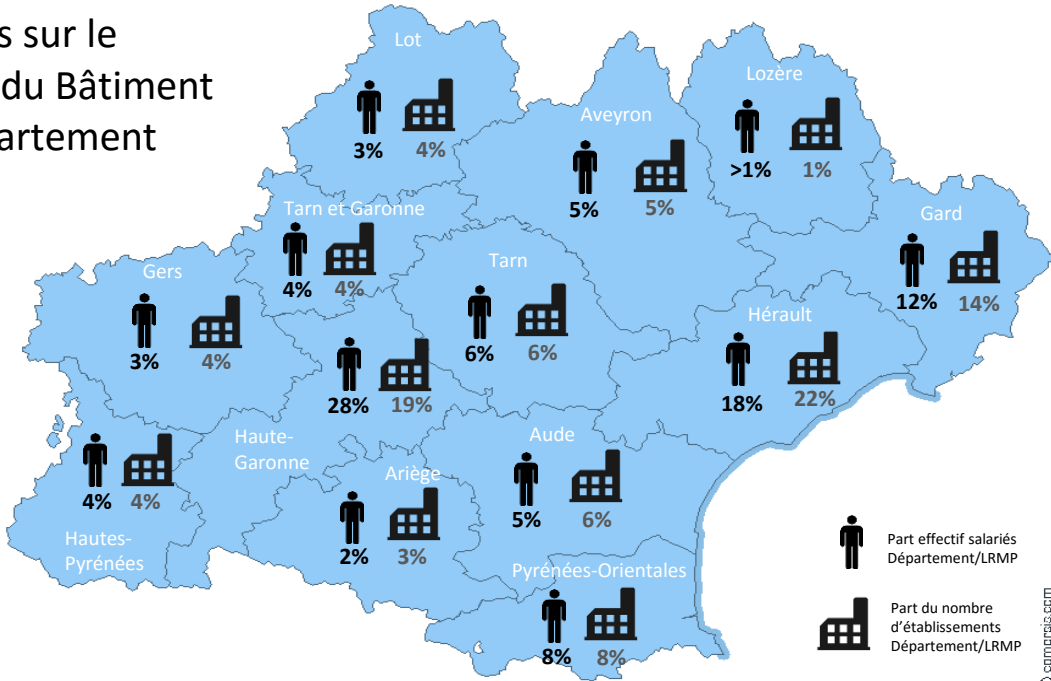 s sur le
du Bâtiment
partement
Lot
3% 4%
Lozère
>1% 1%
Aveyron
5% 5%
Gard
12% 14%
Tarn et Garonne
4% 4%
Gers
3% 4%
Tarn
6% 6%
Hérault
18% 22%
28% 19%
Haute-
Garonne
4% 4%
Hautes-
Pyrénées
Ariège
2% 3%
Aude
5% 6%
Pyrénées-Orientales
8% 8%
Part effectif salariés
Département/LRMP
Part du nombre
d'établissements
Département/LRMP